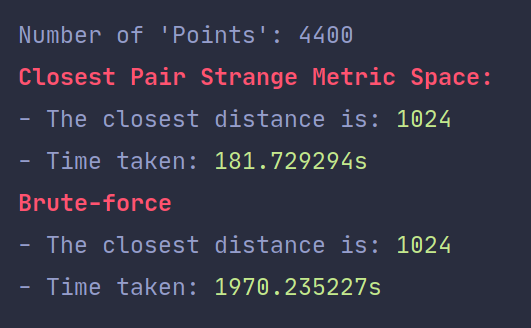 Number of 'Points': 4400
Closest Pair Strange Metric Space:
- The closest distance is: 1024
- Time taken: 181.729294s
Brute-force
- The closest distance is: 1024
- Time taken: 1970.235227s